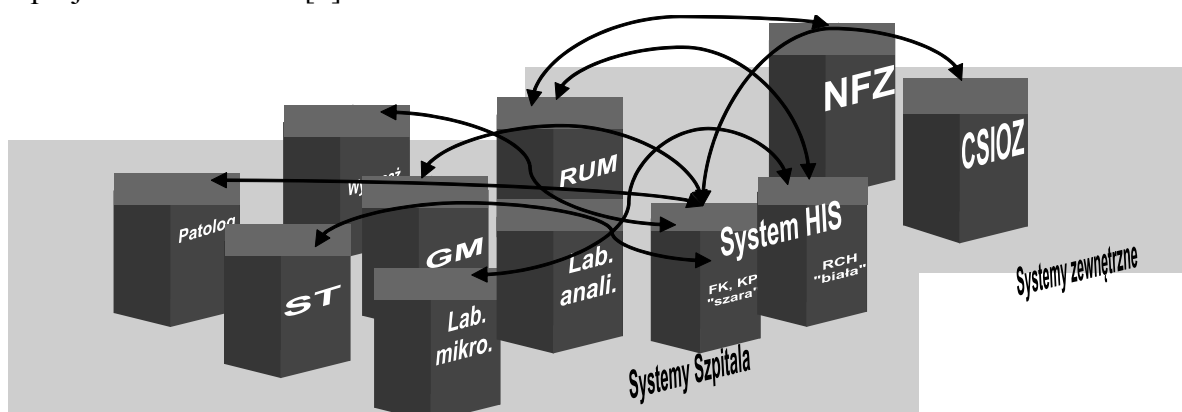 NFZ
CSIOZ
RUM
Patolog
GM
ST
Lab.
mikro.
Lab.
anali.
System HIS
FK, KP
"szara"
RCH
"biała"
Systemy zewnętrzne
Systemy Szpitala